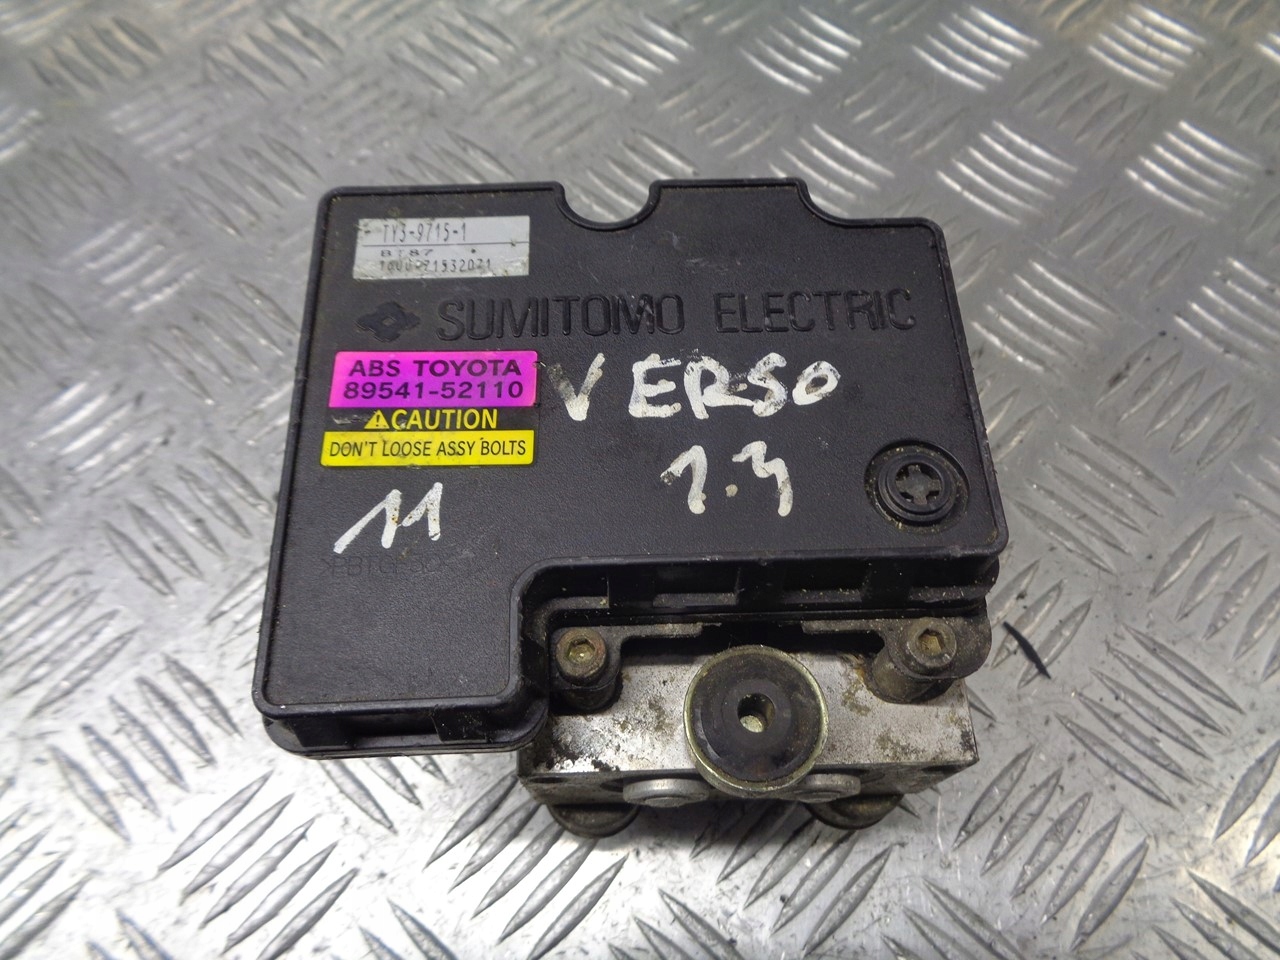 TY3-9715-1
SUMITOMO ELECTRIC
ABS TOYOTA
89541-52110
VERSO
CAUTION
DON'T LOOSE ASSY BOLTS
1.3
11